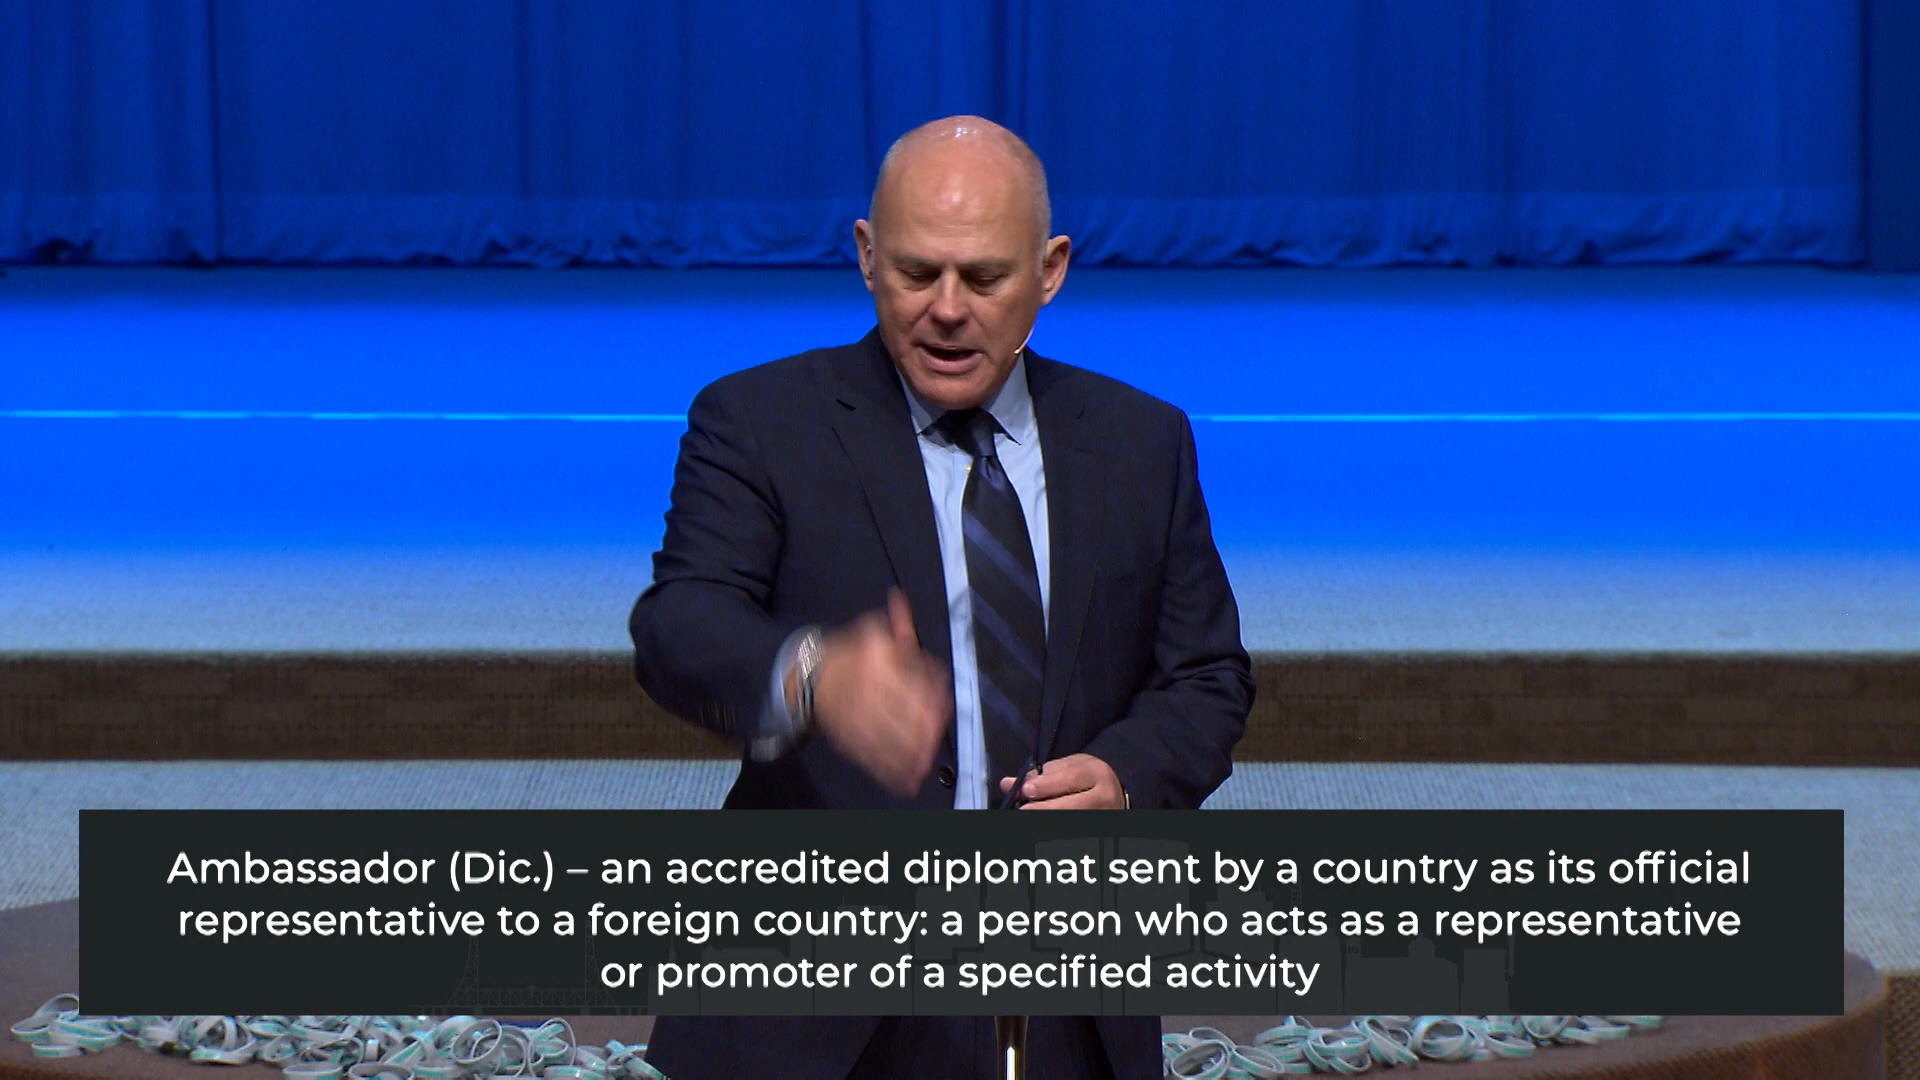 Ambassador (Dic.) – an accredited diplomat sent by a country as its official
representative to a foreign country: a person who acts as a representative
or promoter of a specified activity